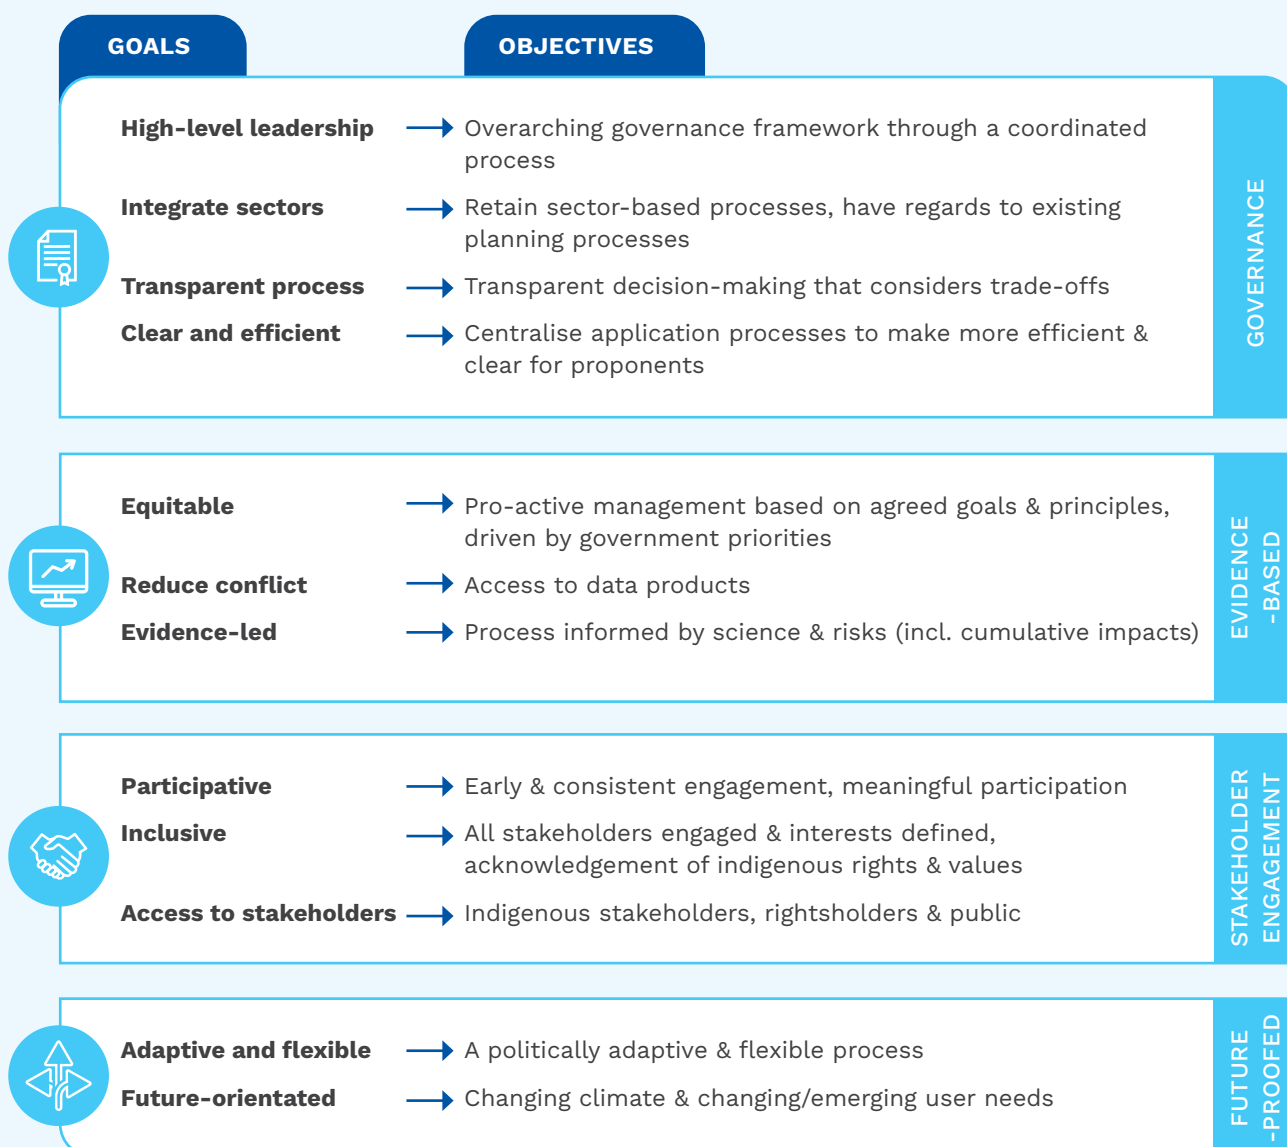 GOALS
OBJECTIVES
High-level leadership
Overarching governance framework through a coordinated
process
Integrate sectors
Retain sector-based processes, have regards to existing
planning processes
Transparent process
Transparent decision-making that considers trade-offs
Clear and efficient
Centralise application processes to make more efficient &
clear for proponents
GOVERNANCE
Equitable
Pro-active management based on agreed goals & principles,
driven by government priorities
Reduce conflict
Access to data products
Evidence-led
Process informed by science & risks (incl. cumulative impacts)
EVIDENCE
-BASED
Participative
Early & consistent engagement, meaningful participation
Inclusive
All stakeholders engaged & interests defined,
acknowledgement of indigenous rights & values
Access to stakeholders
Indigenous stakeholders, rightsholders & public
STAKEHOLDER
ENGAGEMENT
Adaptive and flexible
A politically adaptive & flexible process
Future-orientated
Changing climate & changing/emerging user needs
FUTURE
-PROOFED